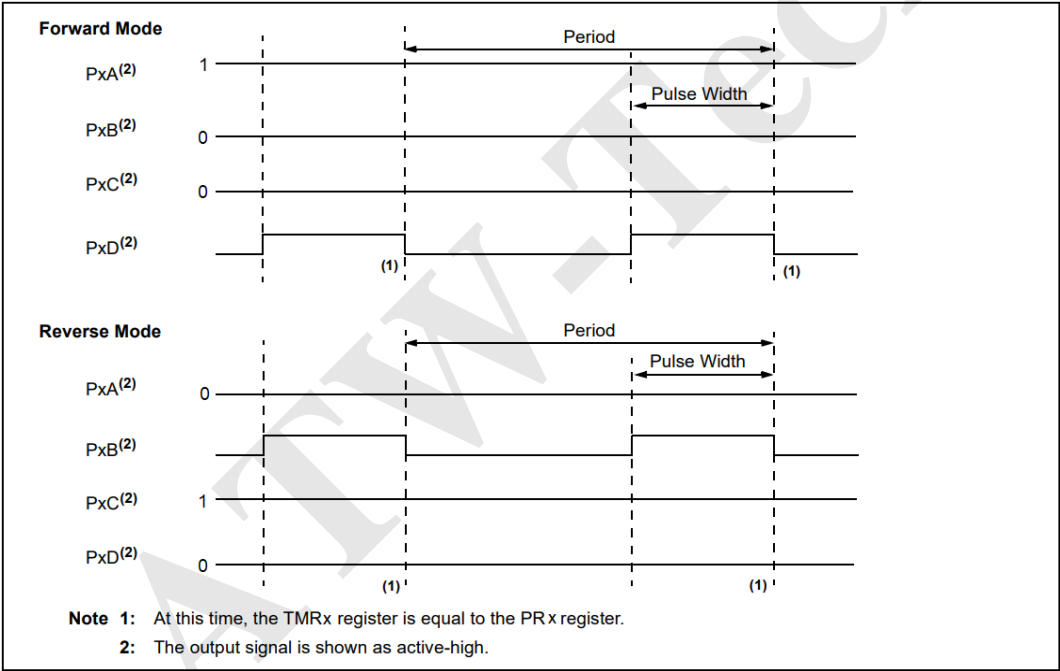 Forward Mode
Period
PxA(2) 1
Pulse Width
PxB(2) 0
PxC(2) 0
PxD(2)
(1) (1)
Reverse Mode
Period
Pulse Width
PxA(2) 0
PxB(2)
PxC(2) 1
PxD(2) 0
(1) (1)
Note 1: At this time, the TMRx register is equal to the PRx register.
2: The output signal is shown as active-high.
ATW-Tec